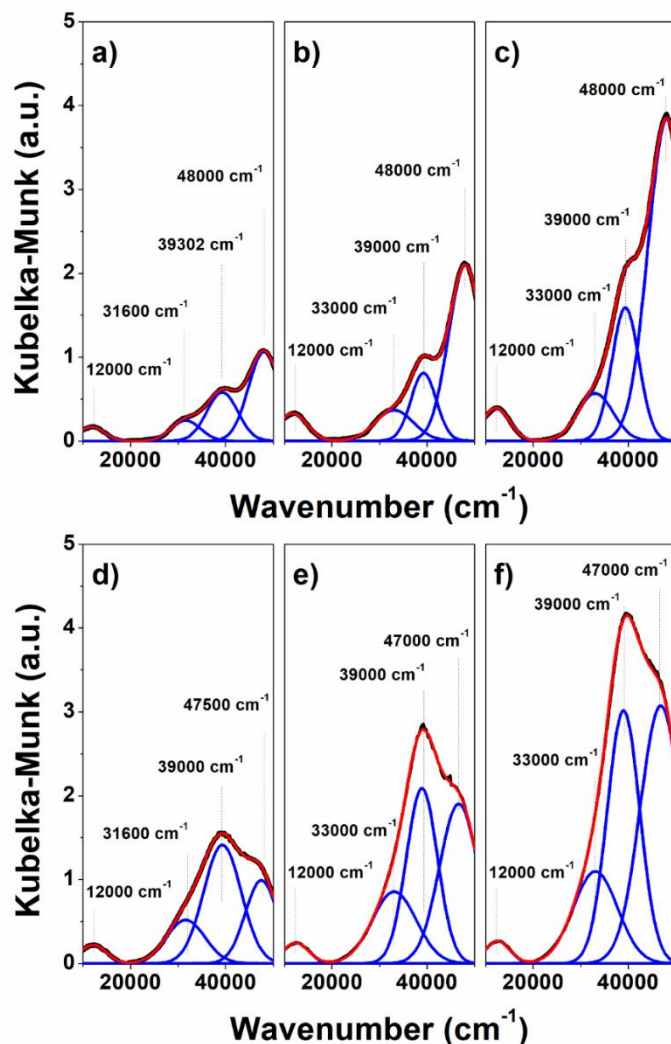 Kubelka-Munk (a.u.)
5
4
3
2
1
0
a)
48000 cm⁻¹
39302 cm⁻¹
31600 cm⁻¹
12000 cm⁻¹
b)
48000 cm⁻¹
39000 cm⁻¹
33000 cm⁻¹
12000 cm⁻¹
c)
48000 cm⁻¹
39000 cm⁻¹
33000 cm⁻¹
12000 cm⁻¹
20000 40000 20000 40000 20000 40000
Wavenumber (cm⁻¹)
Kubelka-Munk (a.u.)
5
4
3
2
1
0
d)
47500 cm⁻¹
39000 cm⁻¹
31600 cm⁻¹
12000 cm⁻¹
e)
47000 cm⁻¹
39000 cm⁻¹
33000 cm⁻¹
12000 cm⁻¹
f)
47000 cm⁻¹
39000 cm⁻¹
33000 cm⁻¹
12000 cm⁻¹
20000 40000 20000 40000 20000 40000
Wavenumber (cm⁻¹)